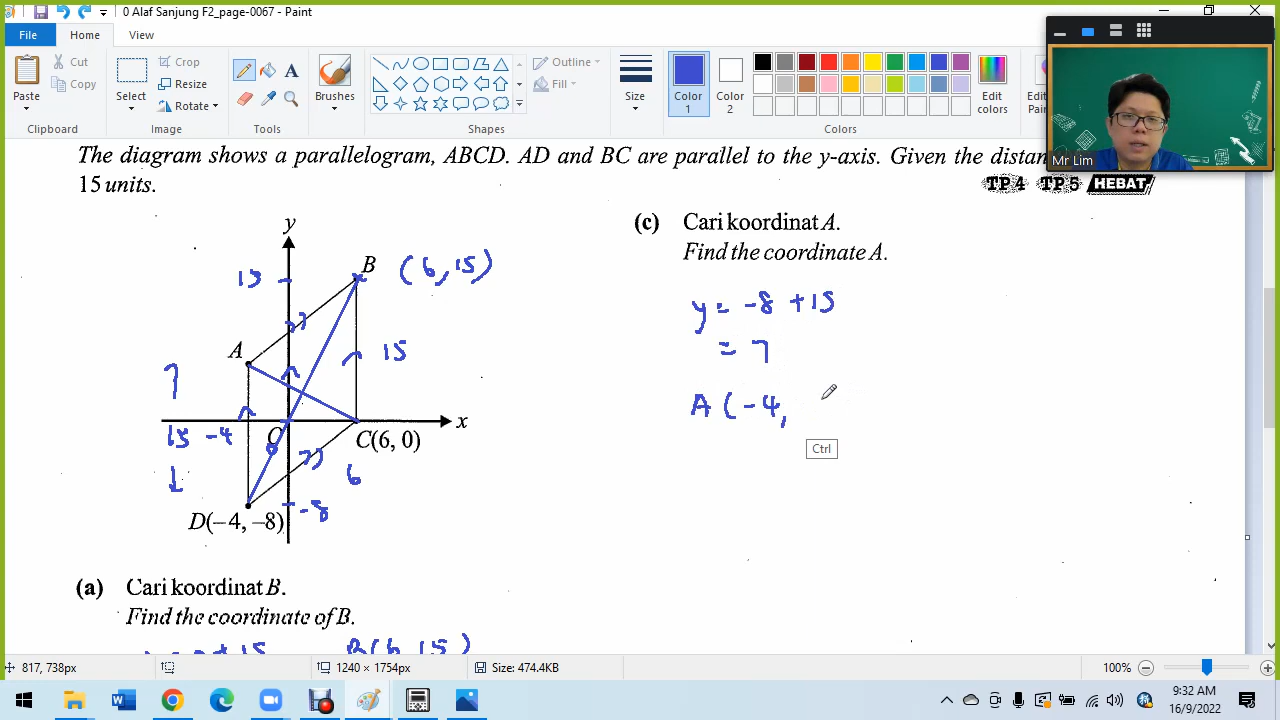 0 Alaf Sanjung F2_page-0067 - Paint
File Home View
Paste
Cut
Copy
Clipboard
Select
Crop
Resize
Rotate
Image
A
Tools
Brushes
Outline
Fill
Shapes
Size
Color 1
Color 2
Colors
Edit colors
Mr Lim
The diagram shows a parallelogram, ABCD. AD and BC are parallel to the y-axis. Given the distan
15 units.
TP4 TP5 HEBAT
y
15
B (6, 15)
A
15
7
15 -4
x
C(6, 0)
6
-8
D(–4, –8)
(a) Cari koordinat B.
Find the coordinate of B.
B(6, 15)
(c) Cari koordinat A.
Find the coordinate A.
y = -8 +15
= 7
A (-4,
Ctrl
817, 738px
1240 × 1754px
Size: 474.4KB
100%
9:32 AM
16/9/2022